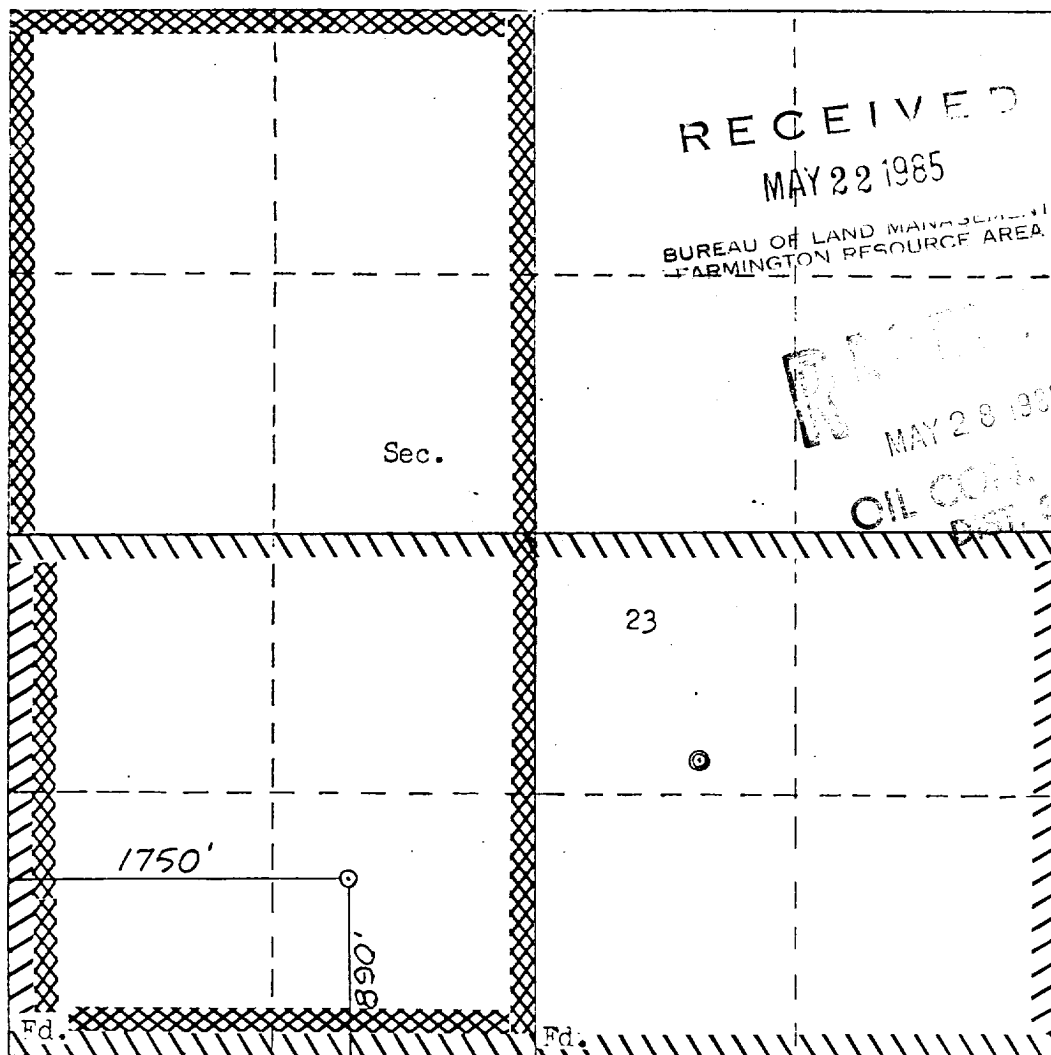 RECEIVED
MAY 22 1985
BUREAU OF LAND MANAGEMENT
FARMINGTON RESOURCE AREA
MAY 28 198
OIL CON.
DIST.
Sec.
23
1750'
890'
Fd.
Fd.